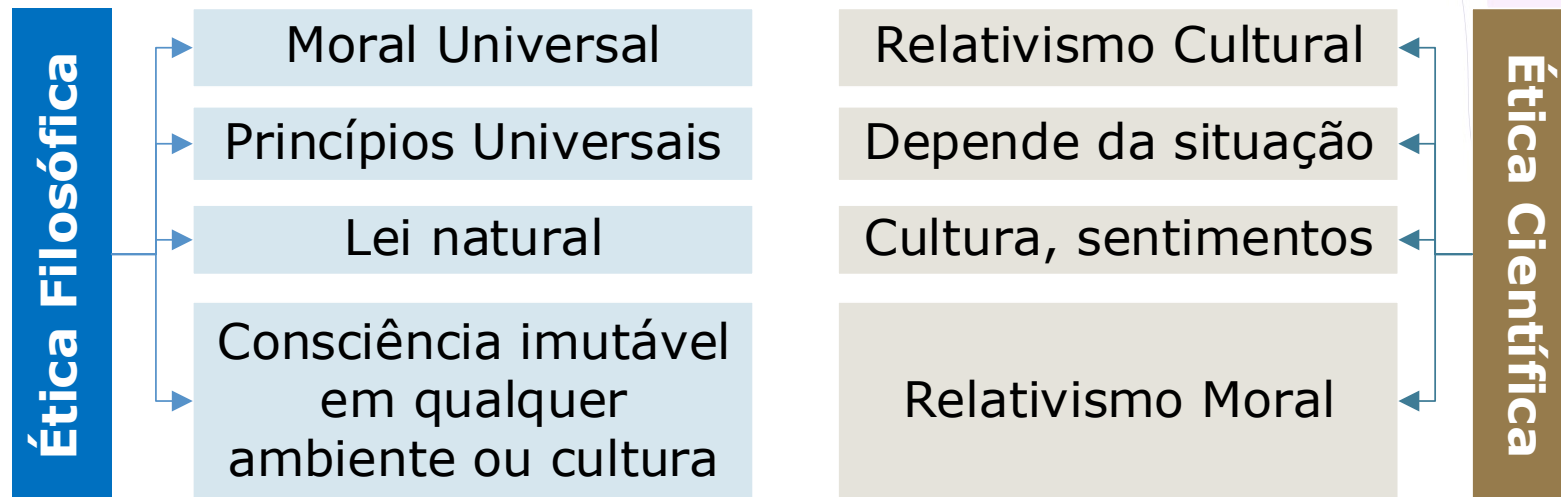 Ética Filosófica
Moral Universal
Princípios Universais
Lei natural
Consciência imutável
em qualquer
ambiente ou cultura
Relativismo Cultural
Depende da situação
Cultura, sentimentos
Relativismo Moral
Ética Científica